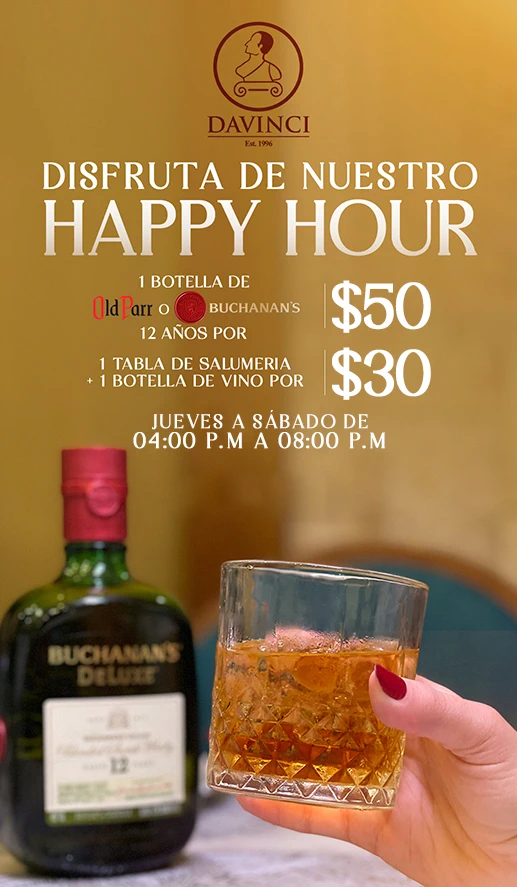 DAVINCI
Est. 1996
DISFRUTA DE NUESTRO
HAPPY HOUR
1 BOTELLA DE
Old Parr O BUCHANAN'S
12 AÑOS POR
$50
1 TABLA DE SALUMERIA
+ 1 BOTELLA DE VINO POR
$30
JUEVES A SÁBADO DE
04:00 P.M A 08:00 P.M
BUCHANAN'S
DeLUXE
12